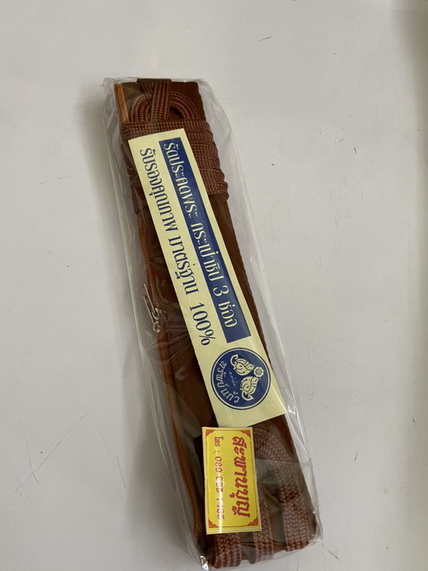 รัดประคดพระ กระเป๋าซิป 3 ช่อง
รับรองคุณภาพ มาตรฐาน 100%
สะพานบุญ